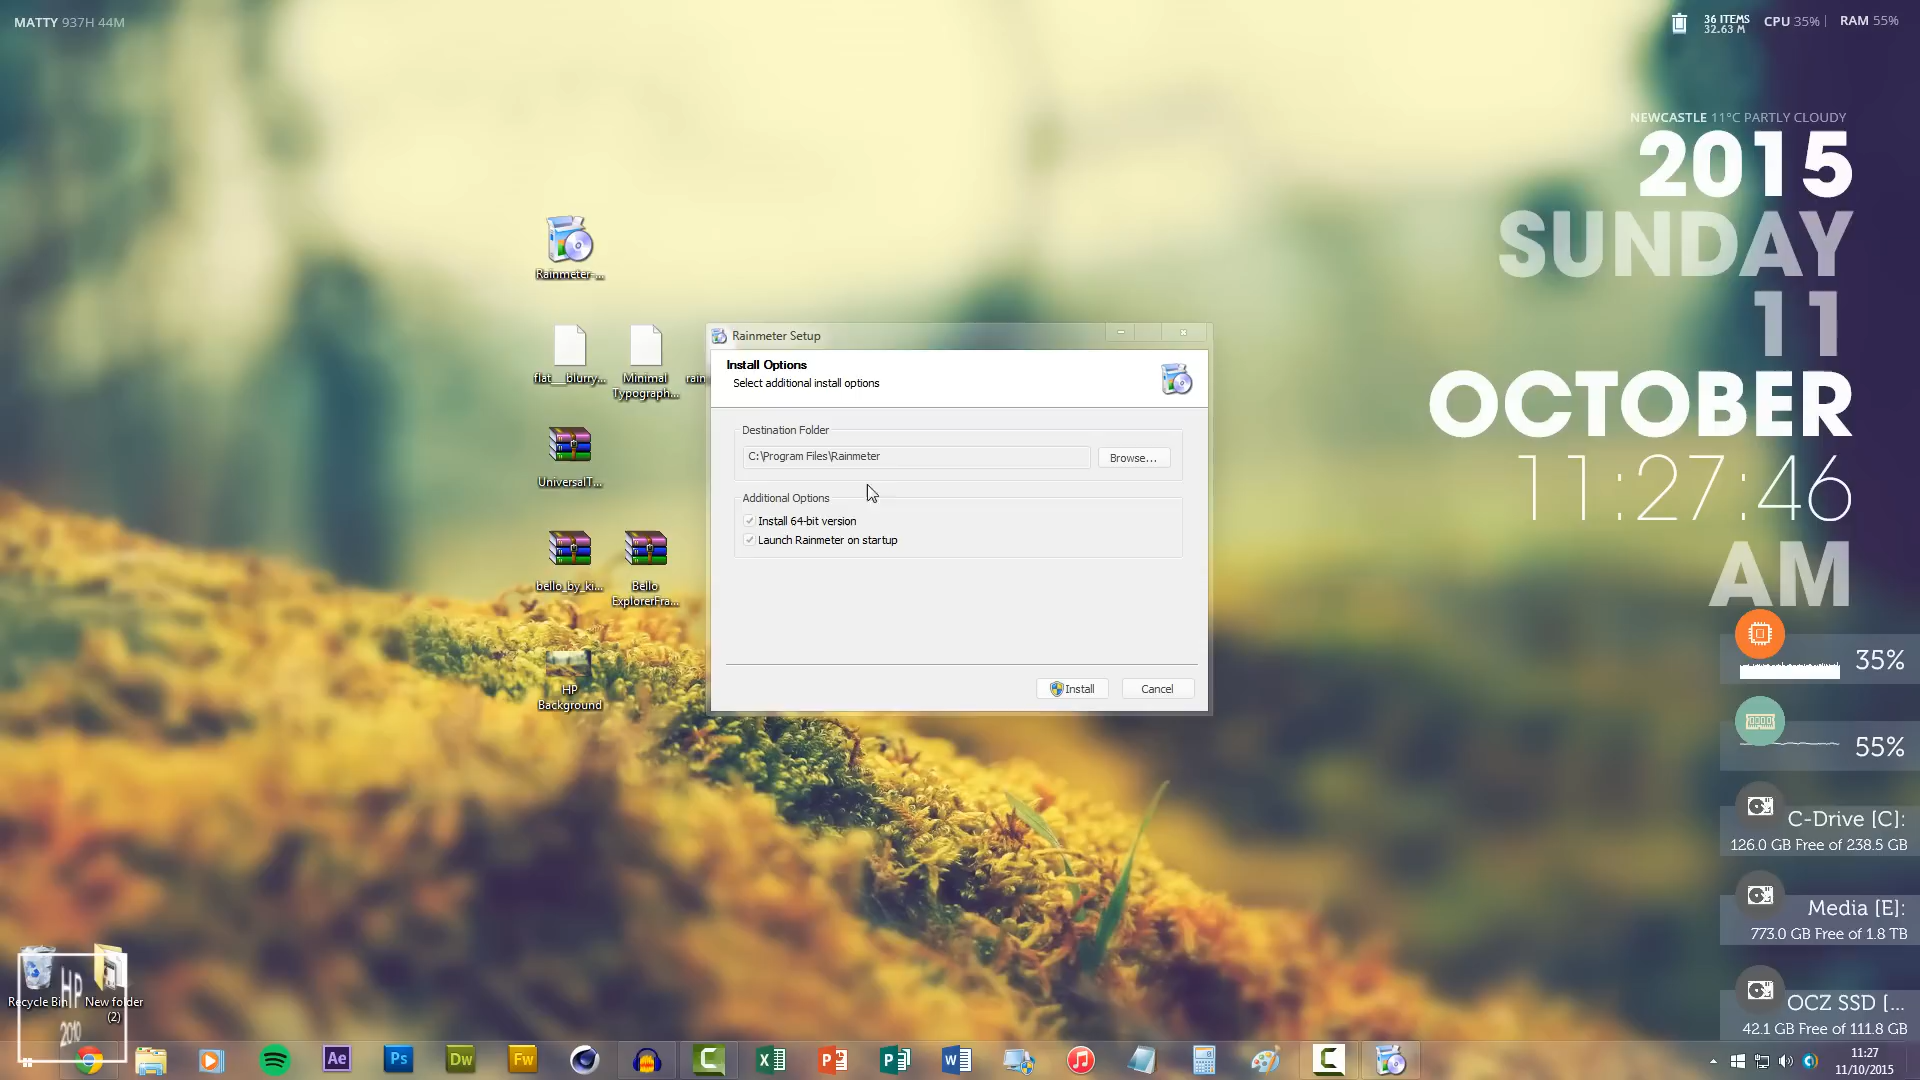 MATTY 937H 44M
36 ITEMS
32.63 M
CPU 35% | RAM 55%
NEWCASTLE 11°C PARTLY CLOUDY
2015
SUNDAY
11
OCTOBER
11:27:46
AM
35%
55%
C-Drive [C]:
126.0 GB Free of 238.5 GB
Media [E]:
773.0 GB Free of 1.8 TB
OCZ SSD [...
42.1 GB Free of 111.8 GB
Rainmeter-...
flat__blurry...
Minimal
Typograph...
rain
UniversalT...
bello_by_ki...
Bello
ExplorerFra...
HP
Background
Rainmeter Setup
Install Options
Select additional install options
Destination Folder
C:\Program Files\Rainmeter
Browse...
Additional Options
Install 64-bit version
Launch Rainmeter on startup
Install
Cancel
Recycle Bin
New folder
(2)
HP
2010
Ae
Ps
Dw
Fw
11:27
11/10/2015